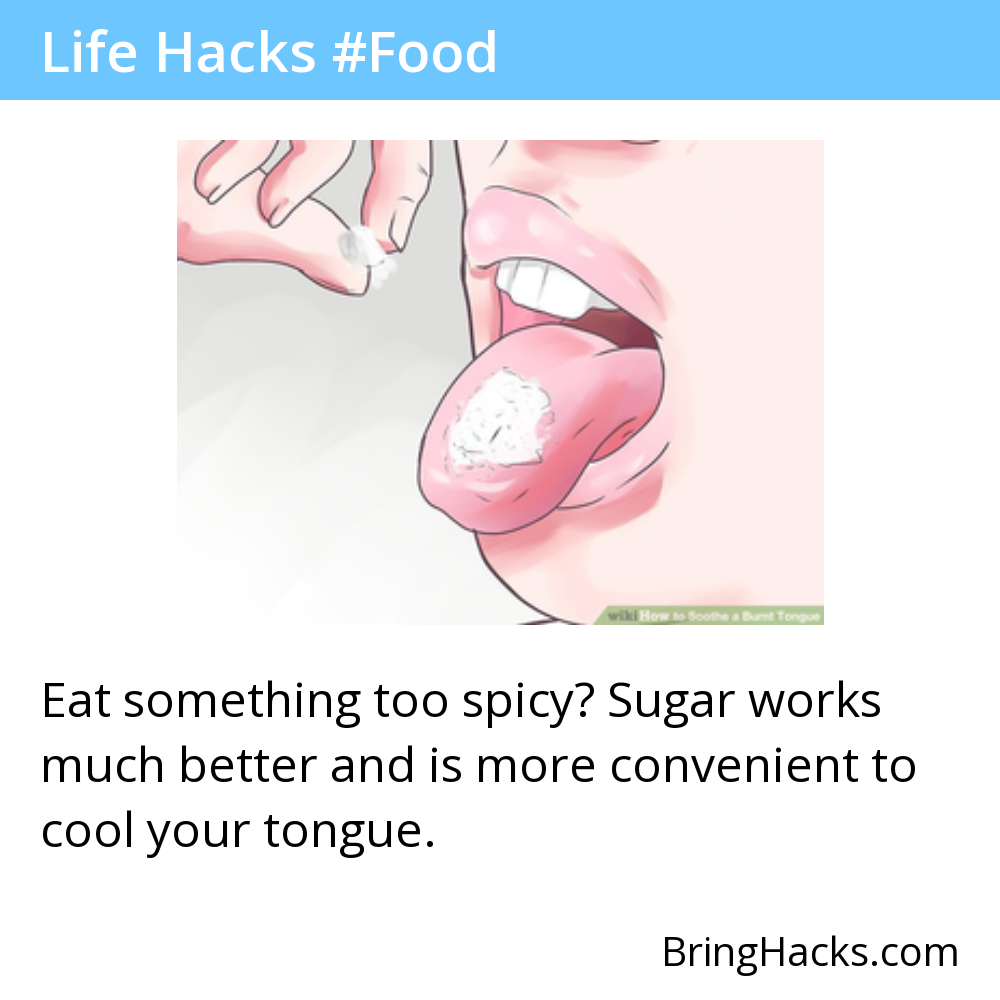 Life Hacks #Food
wikiHow to Soothe a Burnt Tongue
Eat something too spicy? Sugar works
much better and is more convenient to
cool your tongue.
BringHacks.com